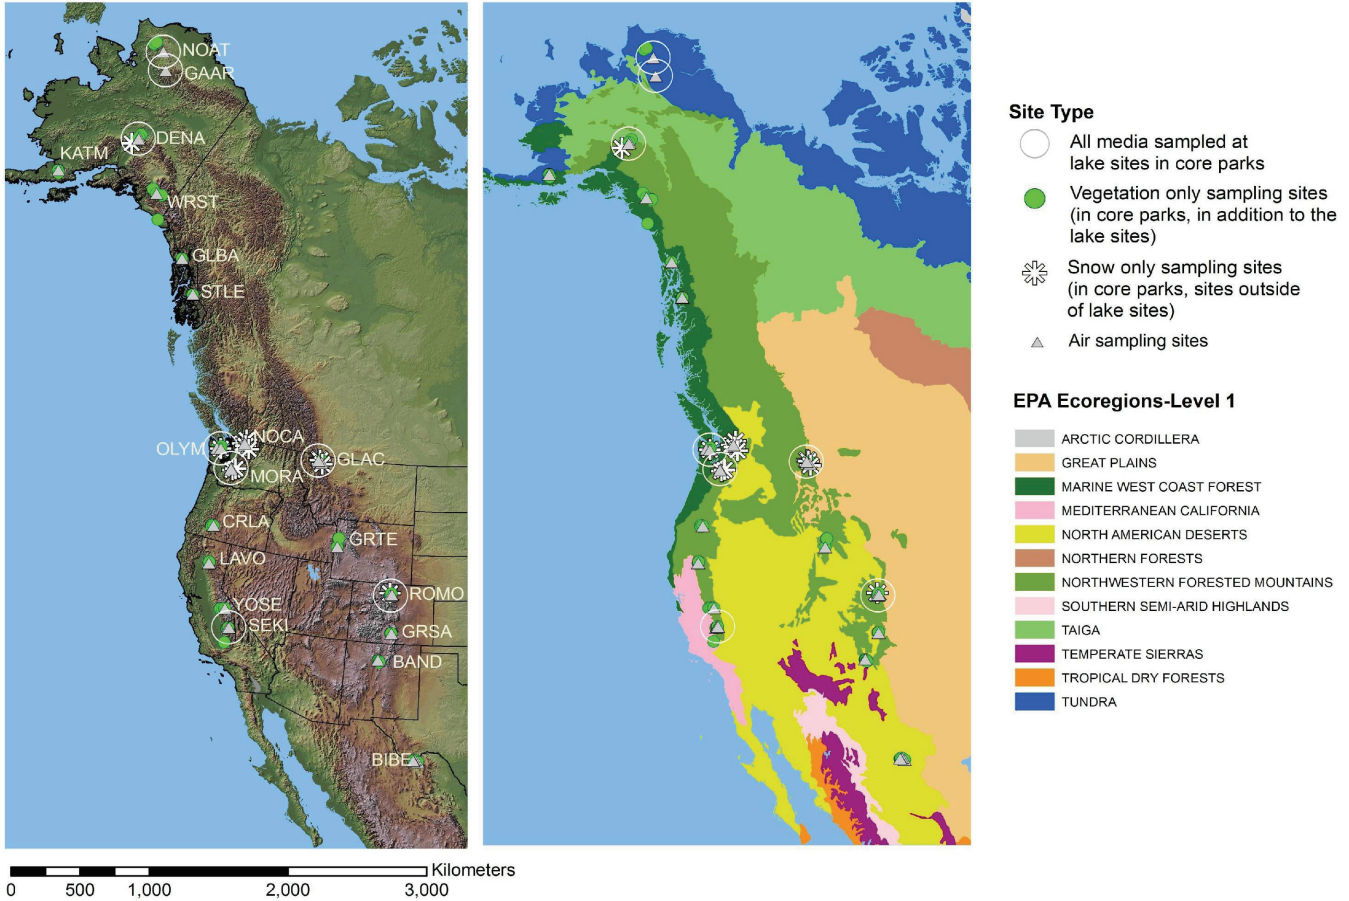 NOAT
GAAR
DENA
KATM
WRST
GLBA
STLE
OLYM
NOCA
GLAC
MORA
CRLA
GRTE
LAVO
ROMO
YOSE
SEKI
GRSA
BAND
BIBE
Kilometers
0 500 1,000 2,000 3,000
Site Type
All media sampled at
lake sites in core parks
Vegetation only sampling sites
(in core parks, in addition to the
lake sites)
Snow only sampling sites
(in core parks, sites outside
of lake sites)
Air sampling sites
EPA Ecoregions-Level 1
ARCTIC CORDILLERA
GREAT PLAINS
MARINE WEST COAST FOREST
MEDITERRANEAN CALIFORNIA
NORTH AMERICAN DESERTS
NORTHERN FORESTS
NORTHWESTERN FORESTED MOUNTAINS
SOUTHERN SEMI-ARID HIGHLANDS
TAIGA
TEMPERATE SIERRAS
TROPICAL DRY FORESTS
TUNDRA